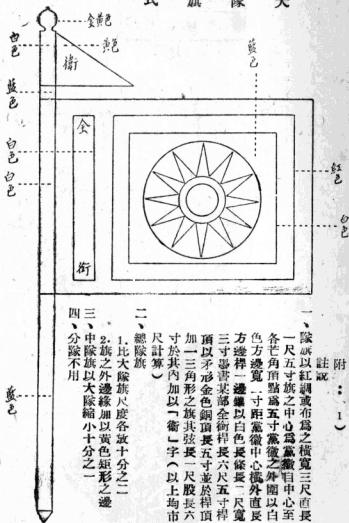 大隊旗式
金黃色
黃色
衛
白色
藍色
白色
白色
藍色
全
銜
藍色
紅色
白色
附:1)
註說
一、隊旗以紅綢或布爲之橫寬三尺直長
一尺五寸旗之中心爲黨徽自中心至
各芒角頂點爲五寸黨徽之外圍以白
色方邊寬一寸距黨徽中心橫外直長
方邊桿一邊綴以白色長條長二尺寬
三寸墨書某部全銜桿長六尺五寸桿
頂以矛形金色銅頂長五寸並於桿頂
加一三角形之旗其弦長一尺股長六
寸於其內加以「衛」字(以上均市
尺計算)
二、總隊旗
1.比大隊旗尺度各放十分之二
2.旗之外邊緣加以黃色矩形之邊
三、中隊旗以大隊縮小十分之一
四、分隊不用